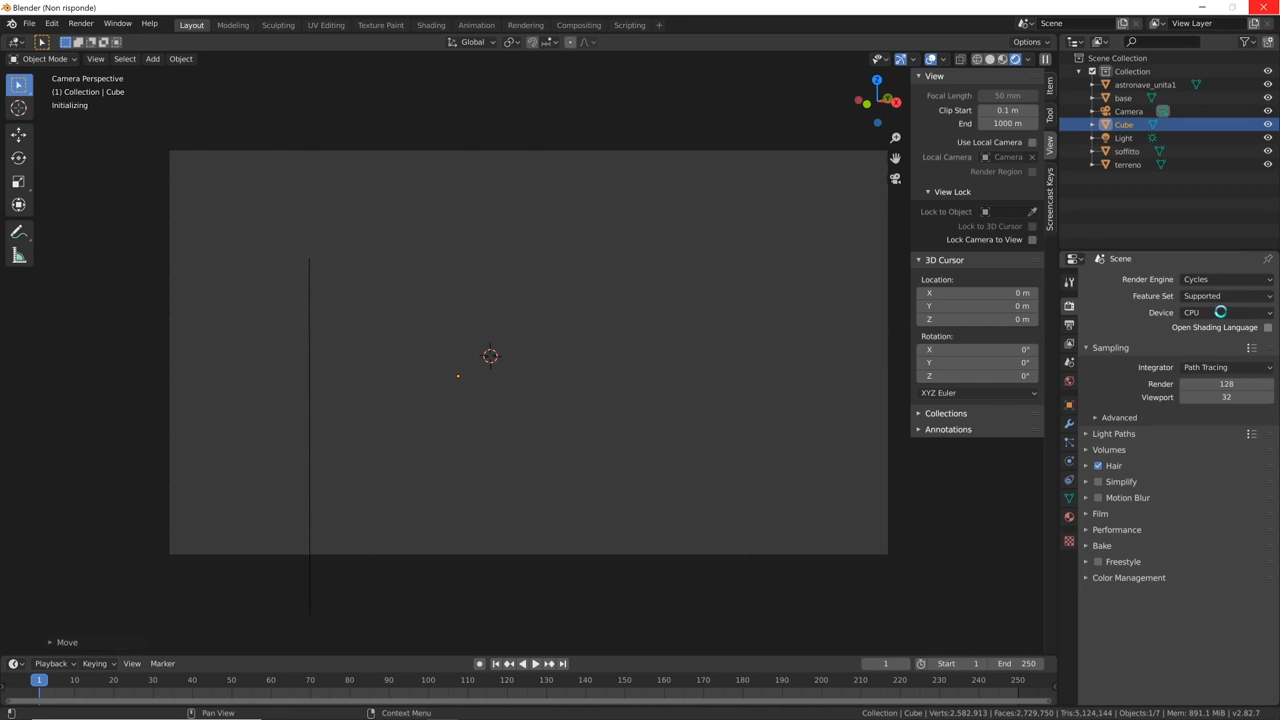 Blender (Non risponde)
File Edit Render Window Help Layout Modeling Sculpting UV Editing Texture Paint Shading Animation Rendering Compositing Scripting + Scene View Layer
Global Options
Object Mode View Select Add Object
Camera Perspective
(1) Collection | Cube
Initializing
Move
View
Focal Length 50 mm
Clip Start 0.1 m
End 1000 m
Use Local Camera
Local Camera Camera
Render Region
View Lock
Lock to Object
Lock to 3D Cursor
Lock Camera to View
3D Cursor
Location:
X 0 m
Y 0 m
Z 0 m
Rotation:
X 0°
Y 0°
Z 0°
XYZ Euler
Collections
Annotations
Item
Tool
View
Screencast Keys
Scene Collection
Collection
astronave_unita1
base
Camera
Cube
Light
soffitto
terreno
Scene
Render Engine Cycles
Feature Set Supported
Device CPU
Open Shading Language
Sampling
Integrator Path Tracing
Render 128
Viewport 32
Advanced
Light Paths
Volumes
Hair
Simplify
Motion Blur
Film
Performance
Bake
Freestyle
Color Management
Playback Keying View Marker 1 Start 1 End 250
1 10 20 30 40 50 60 70 80 90 100 110 120 130 140 150 160 170 180 190 200 210 220 230 240 250
Pan View Context Menu Collection | Cube | Verts:2,582,913 | Faces:2,729,750 | Tris:5,124,144 | Objects:1/7 | Mem: 891.1 MiB | v2.82.7